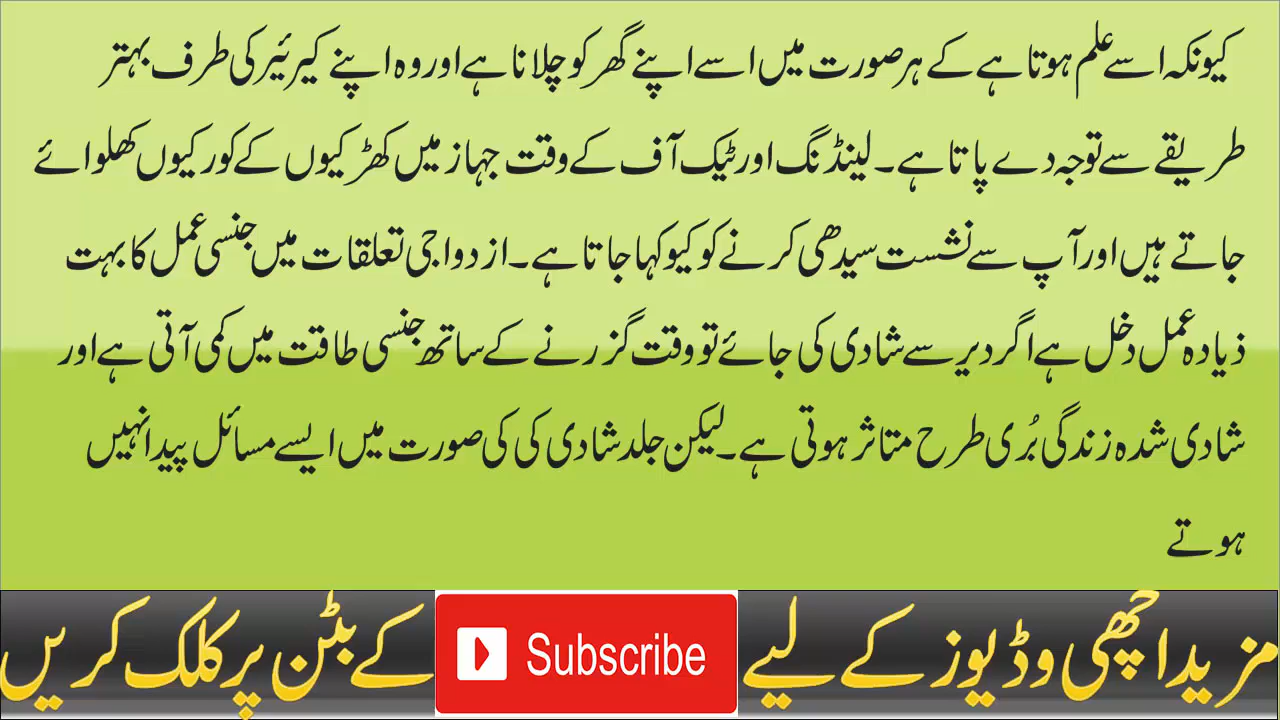 کیونکہ اسے علم ہوتا ہے کے ہر صورت میں اسے اپنے گھر کو چلانا ہے اور وہ اپنے کیرئیر کی طرف بہتر
طریقے سے توجہ دے پاتا ہے۔ لینڈنگ اور ٹیک آف کے وقت جہاز میں کھڑکیوں کے کور کیوں کھلوائے
جاتے ہیں اور آپ سے نشست سیدھی کرنے کو کیو کہا جاتا ہے۔ ازدواجی تعلقات میں جنسی عمل کا بہت
ذیادہ عمل دخل ہے اگر دیر سے شادی کی جائے تو وقت گزرنے کے ساتھ جنسی طاقت میں کمی آتی ہے اور
شادی شدہ زندگی بُری طرح متاثر ہوتی ہے۔ لیکن جلد شادی کی کی صورت میں ایسے مسائل پیدا نہیں
ہوتے
مزید اچھی وڈیوز کے لیے Subscribe کے بٹن پر کلک کریں